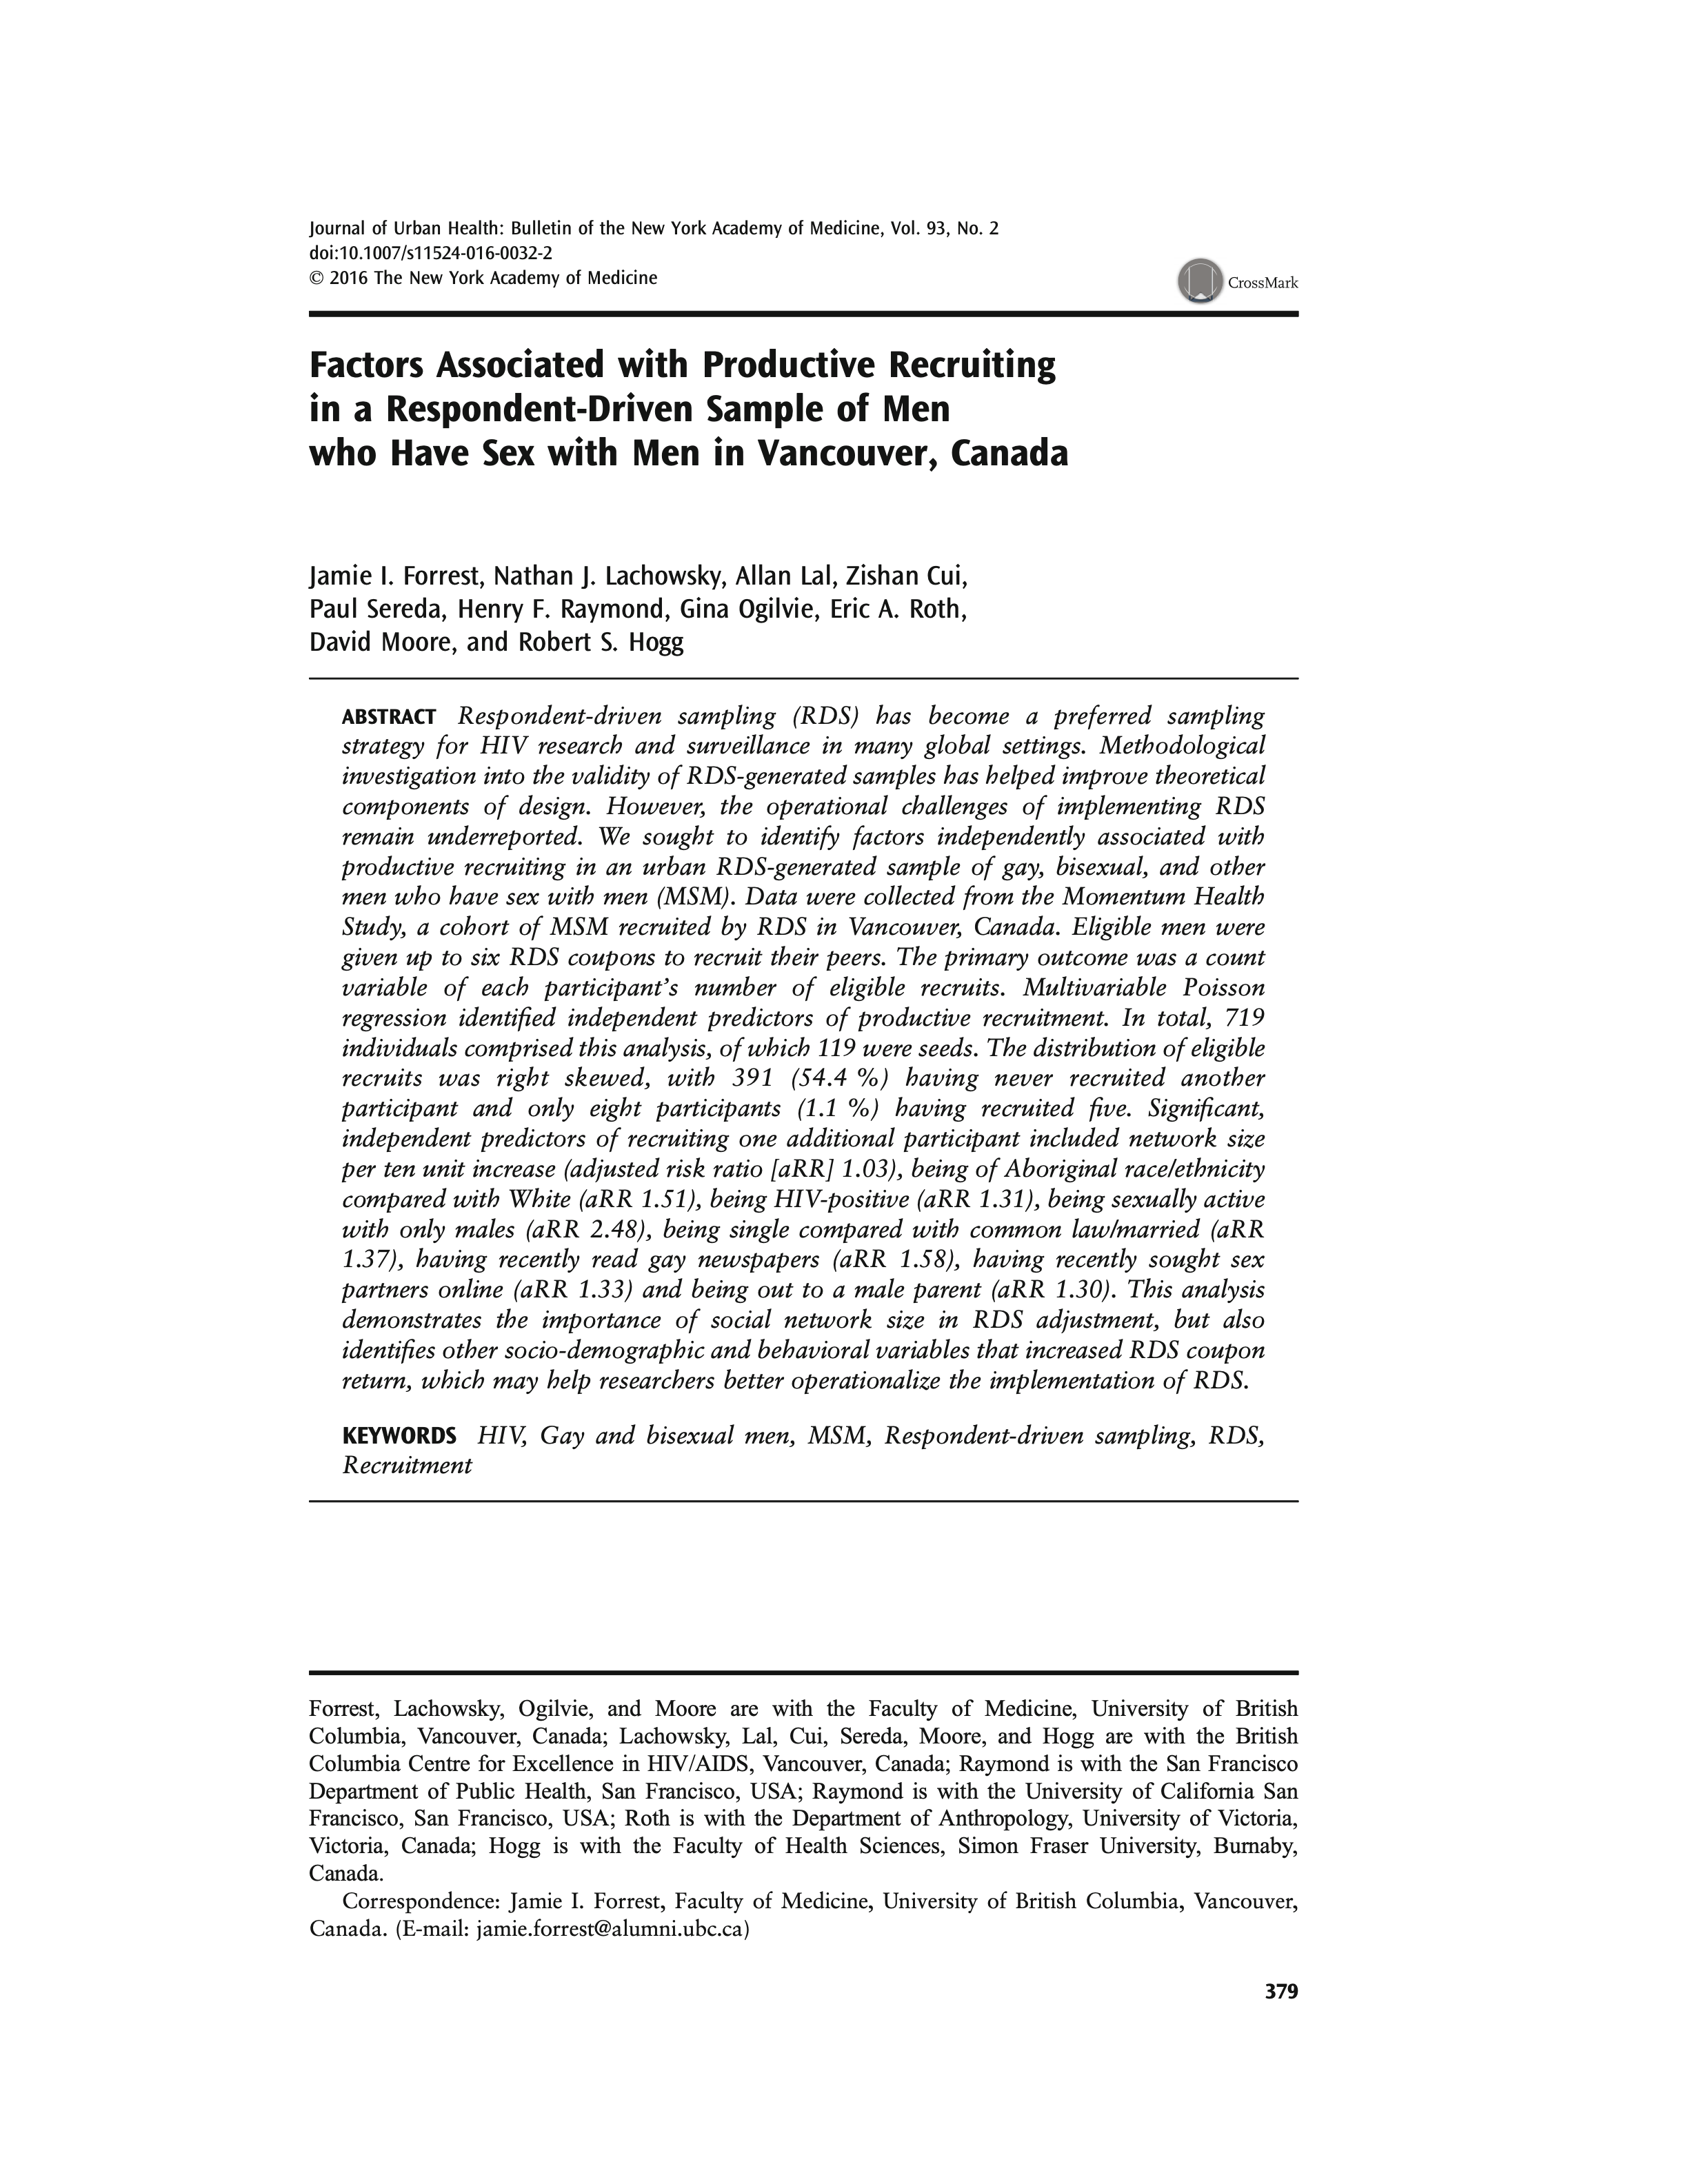 Journal of Urban Health: Bulletin of the New York Academy of Medicine, Vol. 93, No. 2
doi:10.1007/s11524-016-0032-2
© 2016 The New York Academy of Medicine
CrossMark
Factors Associated with Productive Recruiting
in a Respondent-Driven Sample of Men
who Have Sex with Men in Vancouver, Canada
Jamie I. Forrest, Nathan J. Lachowsky, Allan Lal, Zishan Cui,
Paul Sereda, Henry F. Raymond, Gina Ogilvie, Eric A. Roth,
David Moore, and Robert S. Hogg
ABSTRACT Respondent-driven sampling (RDS) has become a preferred sampling
strategy for HIV research and surveillance in many global settings. Methodological
investigation into the validity of RDS-generated samples has helped improve theoretical
components of design. However, the operational challenges of implementing RDS
remain underreported. We sought to identify factors independently associated with
productive recruiting in an urban RDS-generated sample of gay, bisexual, and other
men who have sex with men (MSM). Data were collected from the Momentum Health
Study, a cohort of MSM recruited by RDS in Vancouver, Canada. Eligible men were
given up to six RDS coupons to recruit their peers. The primary outcome was a count
variable of each participant's number of eligible recruits. Multivariable Poisson
regression identified independent predictors of productive recruitment. In total, 719
individuals comprised this analysis, of which 119 were seeds. The distribution of eligible
recruits was right skewed, with 391 (54.4 %) having never recruited another
participant and only eight participants (1.1 %) having recruited five. Significant,
independent predictors of recruiting one additional participant included network size
per ten unit increase (adjusted risk ratio [aRR] 1.03), being of Aboriginal race/ethnicity
compared with White (aRR 1.51), being HIV-positive (aRR 1.31), being sexually active
with only males (aRR 2.48), being single compared with common law/married (aRR
1.37), having recently read gay newspapers (aRR 1.58), having recently sought sex
partners online (aRR 1.33) and being out to a male parent (aRR 1.30). This analysis
demonstrates the importance of social network size in RDS adjustment, but also
identifies other socio-demographic and behavioral variables that increased RDS coupon
return, which may help researchers better operationalize the implementation of RDS.
KEYWORDS HIV, Gay and bisexual men, MSM, Respondent-driven sampling, RDS,
Recruitment
Forrest, Lachowsky, Ogilvie, and Moore are with the Faculty of Medicine, University of British
Columbia, Vancouver, Canada; Lachowsky, Lal, Cui, Sereda, Moore, and Hogg are with the British
Columbia Centre for Excellence in HIV/AIDS, Vancouver, Canada; Raymond is with the San Francisco
Department of Public Health, San Francisco, USA; Raymond is with the University of California San
Francisco, San Francisco, USA; Roth is with the Department of Anthropology, University of Victoria,
Victoria, Canada; Hogg is with the Faculty of Health Sciences, Simon Fraser University, Burnaby,
Canada.
Correspondence: Jamie I. Forrest, Faculty of Medicine, University of British Columbia, Vancouver,
Canada. (E-mail: jamie.forrest@alumni.ubc.ca)
379